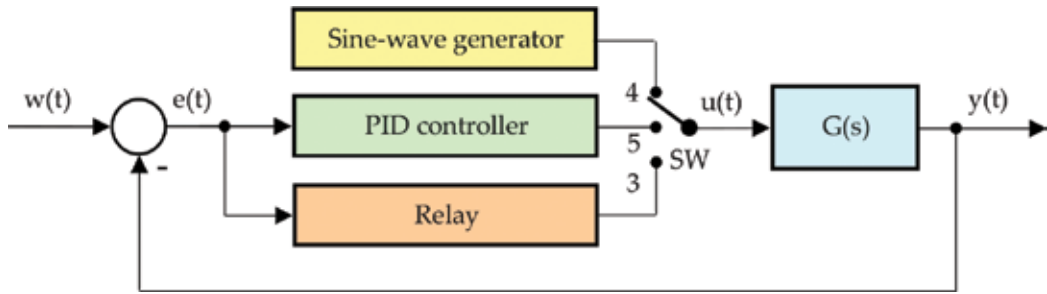 Sine-wave generator
w(t)
e(t)
4
u(t)
y(t)
PID controller
G(s)
5
SW
-
3
Relay